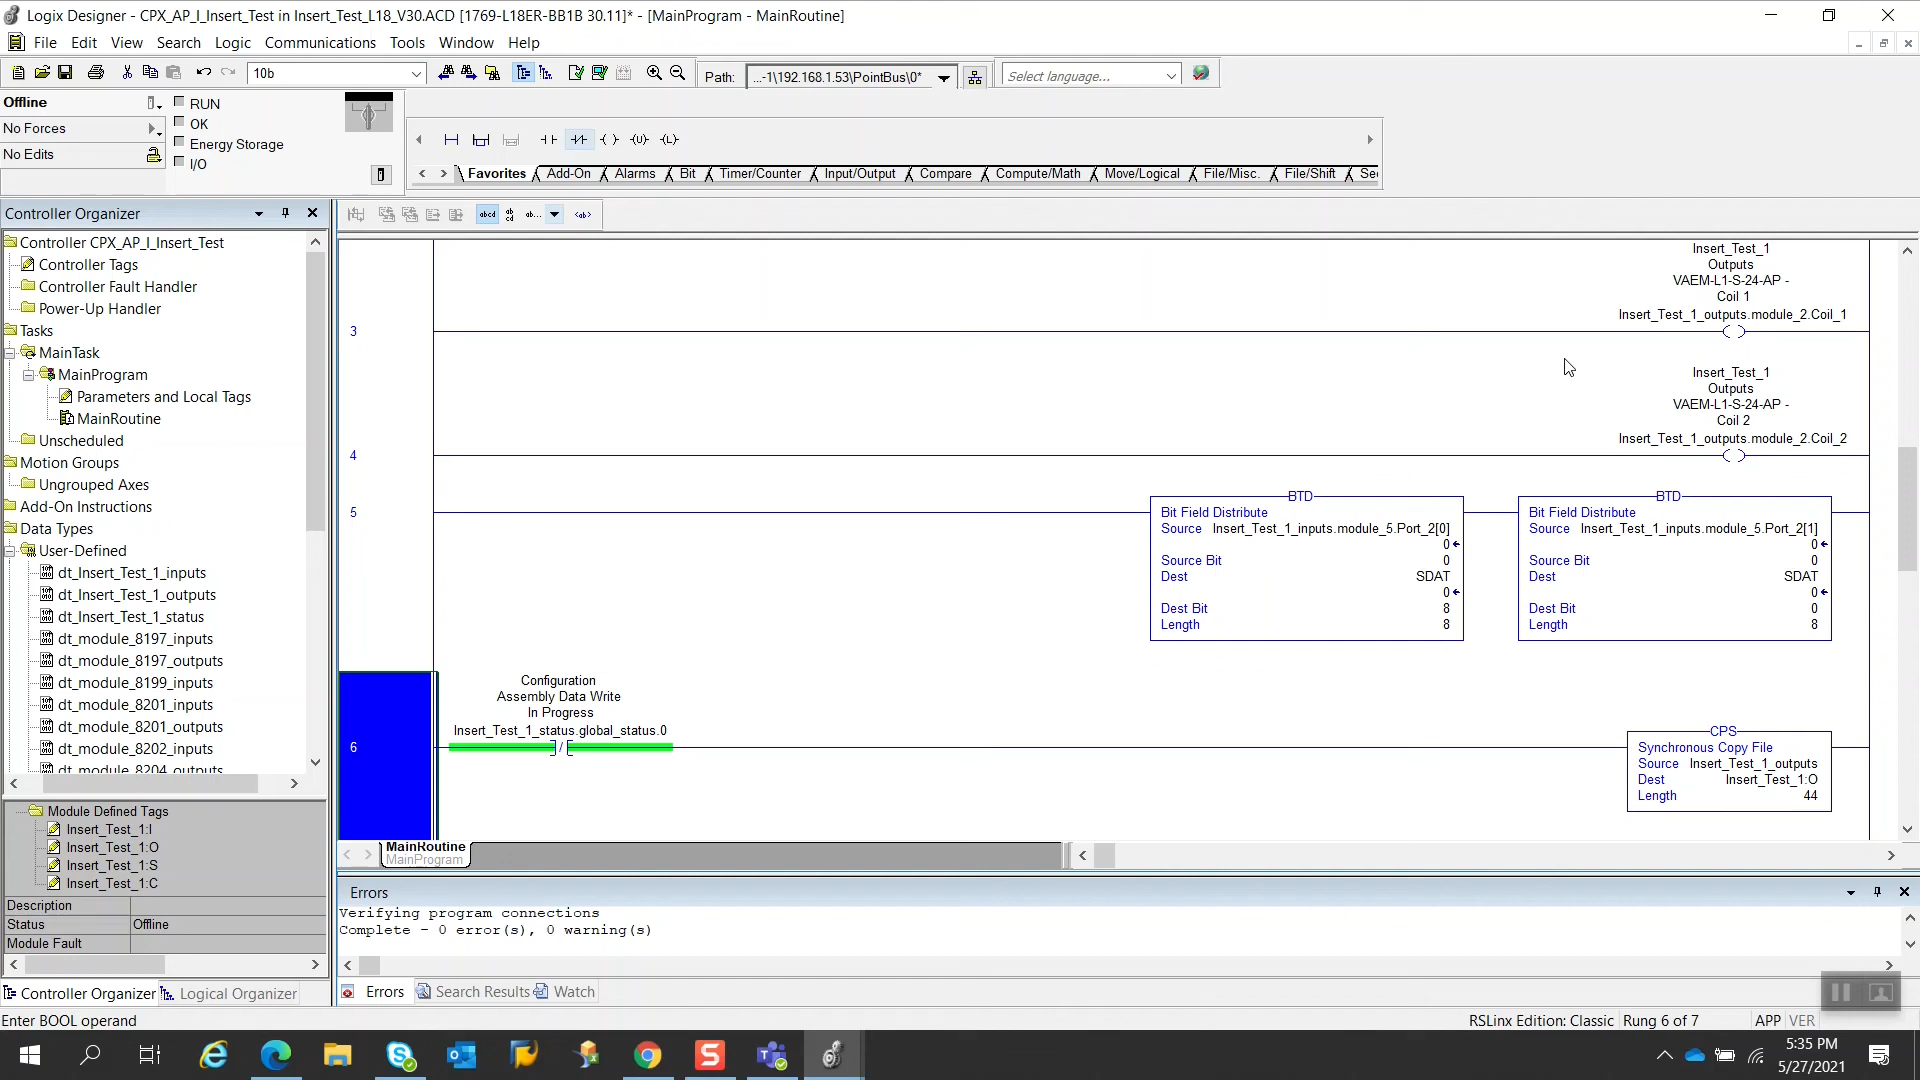 Logix Designer - CPX_AP_I_Insert_Test in Insert_Test_L18_V30.ACD [1769-L18ER-BB1B 30.11]* - [MainProgram - MainRoutine]
File Edit View Search Logic Communications Tools Window Help
10b
Path: ...-1\192.168.1.53\PointBus\0*
Select language...
Offline
RUN
No Forces
OK
Energy Storage
No Edits
I/O
Favorites Add-On Alarms Bit Timer/Counter Input/Output Compare Compute/Math Move/Logical File/Misc. File/Shift Se
Controller Organizer
Controller CPX_AP_I_Insert_Test
Controller Tags
Controller Fault Handler
Power-Up Handler
Tasks
MainTask
MainProgram
Parameters and Local Tags
MainRoutine
Unscheduled
Motion Groups
Ungrouped Axes
Add-On Instructions
Data Types
User-Defined
dt_Insert_Test_1_inputs
dt_Insert_Test_1_outputs
dt_Insert_Test_1_status
dt_module_8197_inputs
dt_module_8197_outputs
dt_module_8199_inputs
dt_module_8201_inputs
dt_module_8201_outputs
dt_module_8202_inputs
dt_module_8204_outputs
Module Defined Tags
Insert_Test_1:I
Insert_Test_1:O
Insert_Test_1:S
Insert_Test_1:C
Description
Status Offline
Module Fault
Controller Organizer Logical Organizer
abcd ab cd ab... <ab>
Insert_Test_1
Outputs
VAEM-L1-S-24-AP -
Coil 1
Insert_Test_1_outputs.module_2.Coil_1
3
Insert_Test_1
Outputs
VAEM-L1-S-24-AP -
Coil 2
Insert_Test_1_outputs.module_2.Coil_2
4
5
BTD
Bit Field Distribute
Source Insert_Test_1_inputs.module_5.Port_2[0]
0
Source Bit 0
Dest SDAT
0
Dest Bit 8
Length 8
BTD
Bit Field Distribute
Source Insert_Test_1_inputs.module_5.Port_2[1]
0
Source Bit 0
Dest SDAT
0
Dest Bit 0
Length 8
Configuration
Assembly Data Write
In Progress
Insert_Test_1_status.global_status.0
6
CPS
Synchronous Copy File
Source Insert_Test_1_outputs
Dest Insert_Test_1:O
Length 44
MainRoutine
MainProgram
Errors
Verifying program connections
Complete - 0 error(s), 0 warning(s)
Errors Search Results Watch
Enter BOOL operand
RSLinx Edition: Classic Rung 6 of 7 APP VER
5:35 PM
5/27/2021